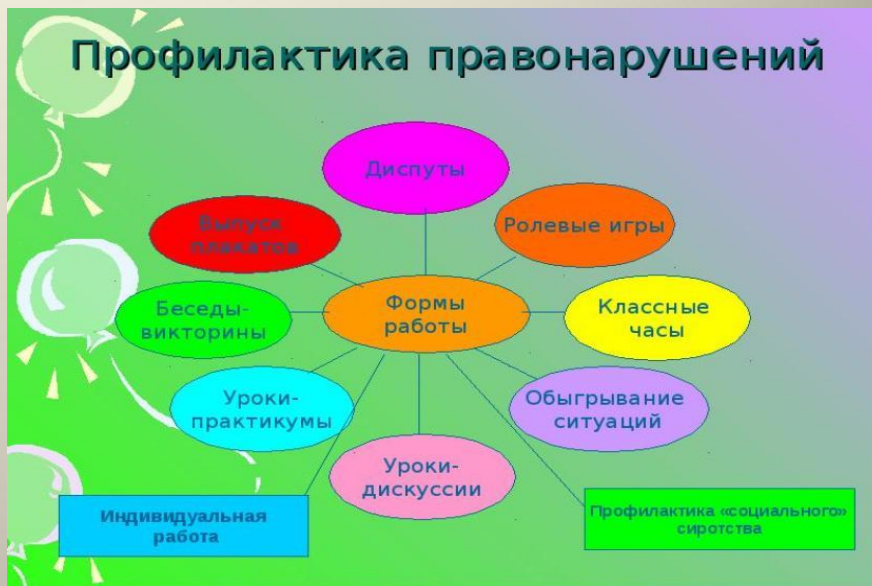 Профилактика правонарушений
Диспуты
Выпуск
плакатов
Ролевые игры
Беседы-
викторины
Формы
работы
Классные
часы
Уроки-
практикумы
Обыгрывание
ситуаций
Уроки-
дискуссии
Индивидуальная
работа
Профилактика «социального»
сиротства